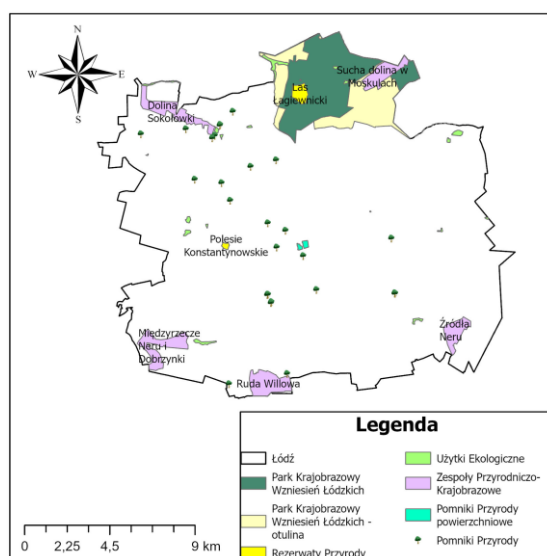 N
W
E
S
Sucha dolina w
Moskulach
Las
Łagiewnicki
Dolina
Sokołówki
Polesie
Konstantynowskie
Międzyrzecze
Neru i
Dobrzynki
Źródła
Neru
Ruda Willowa
Legenda
Łódź
Park Krajobrazowy
Wzniesień Łódzkich
Park Krajobrazowy
Wzniesień Łódzkich -
otulina
Rezerwaty Przyrody
Użytki Ekologiczne
Zespoły Przyrodniczo-
Krajobrazowe
Pomniki Przyrody
powierzchniowe
Pomniki Przyrody
0 2,25 4,5 9 km